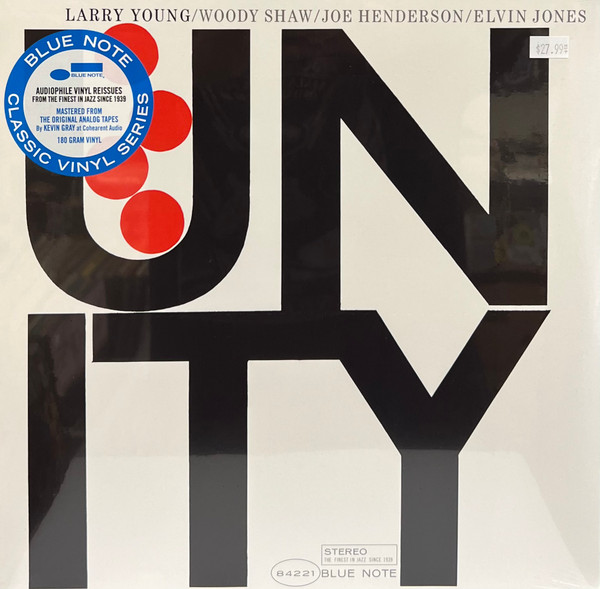 LARRY YOUNG/WOODY SHAW/JOE HENDERSON/ELVIN JONES
$27.99
BLUE NOTE
BLUE NOTE
AUDIOPHILE VINYL REISSUES
FROM THE FINEST IN JAZZ SINCE 1939
MASTERED FROM
THE ORIGINAL ANALOG TAPES
By KEVIN GRAY at Cohearent Audio
180 GRAM VINYL
CLASSIC VINYL SERIES
UN
ITY
STEREO
THE FINEST IN JAZZ SINCE 1939
84221 BLUE NOTE